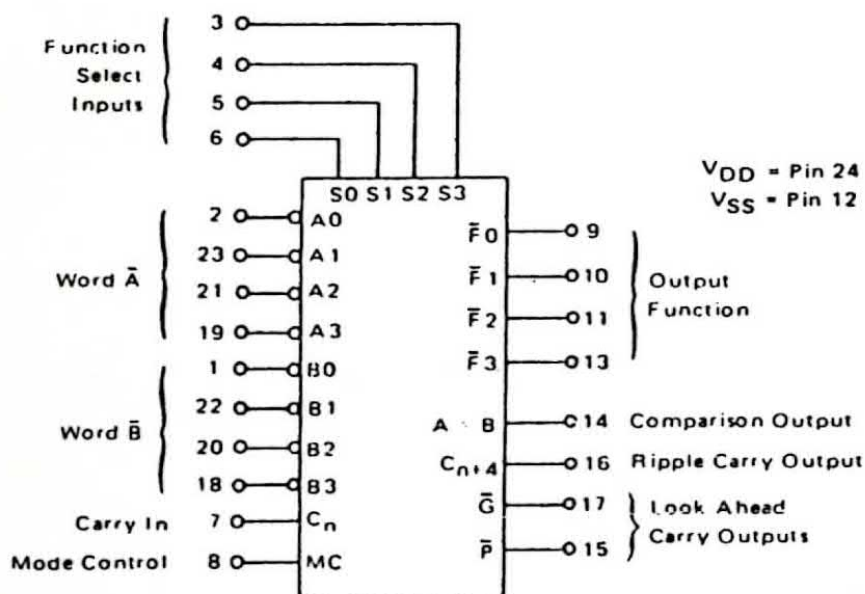 Function
Select
Inputs
3
4
5
6
S0 S1 S2 S3
VDD = Pin 24
VSS = Pin 12
Word Ā
2 A0
23 A1
21 A2
19 A3
Word B̄
1 B0
22 B1
20 B2
18 B3
Carry In 7 Cn
Mode Control 8 MC
F̄0 9
F̄1 10
F̄2 11
F̄3 13
Output
Function
A B 14 Comparison Output
Cn+4 16 Ripple Carry Output
Ḡ 17
P̄ 15
Look Ahead
Carry Outputs